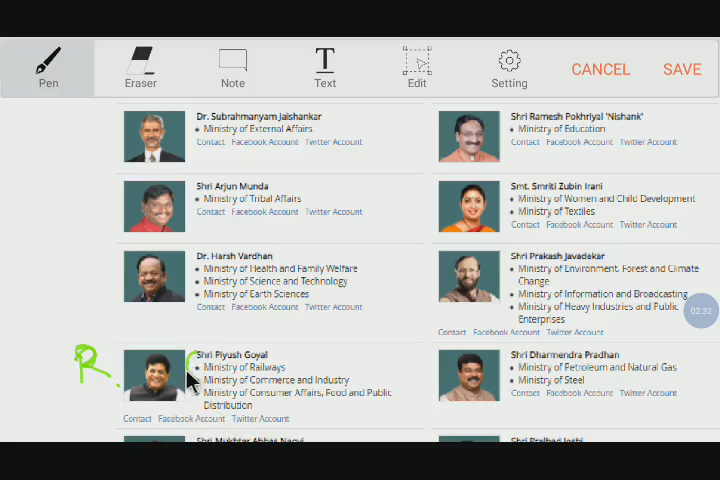 Pen Eraser Note Text Edit Setting CANCEL SAVE
T
Dr. Subrahmanyam Jaishankar
• Ministry of External Affairs
Contact Facebook Account Twitter Account
Shri Ramesh Pokhriyal 'Nishank'
• Ministry of Education
Contact Facebook Account Twitter Account
Shri Arjun Munda
• Ministry of Tribal Affairs
Contact Facebook Account Twitter Account
Smt. Smriti Zubin Irani
• Ministry of Women and Child Development
• Ministry of Textiles
Contact Facebook Account Twitter Account
Dr. Harsh Vardhan
• Ministry of Health and Family Welfare
• Ministry of Science and Technology
• Ministry of Earth Sciences
Contact Facebook Account Twitter Account
Shri Prakash Javadekar
• Ministry of Environment, Forest and Climate
Change
• Ministry of Information and Broadcasting
• Ministry of Heavy Industries and Public
Enterprises
Contact Facebook Account Twitter Account
02:32
R.
Shri Piyush Goyal
• Ministry of Railways
• Ministry of Commerce and Industry
• Ministry of Consumer Affairs, Food and Public
Distribution
Contact Facebook Account Twitter Account
Shri Dharmendra Pradhan
• Ministry of Petroleum and Natural Gas
• Ministry of Steel
Contact Facebook Account Twitter Account
Shri Mukhtar Abbas Naqvi
Shri Pralhad Joshi